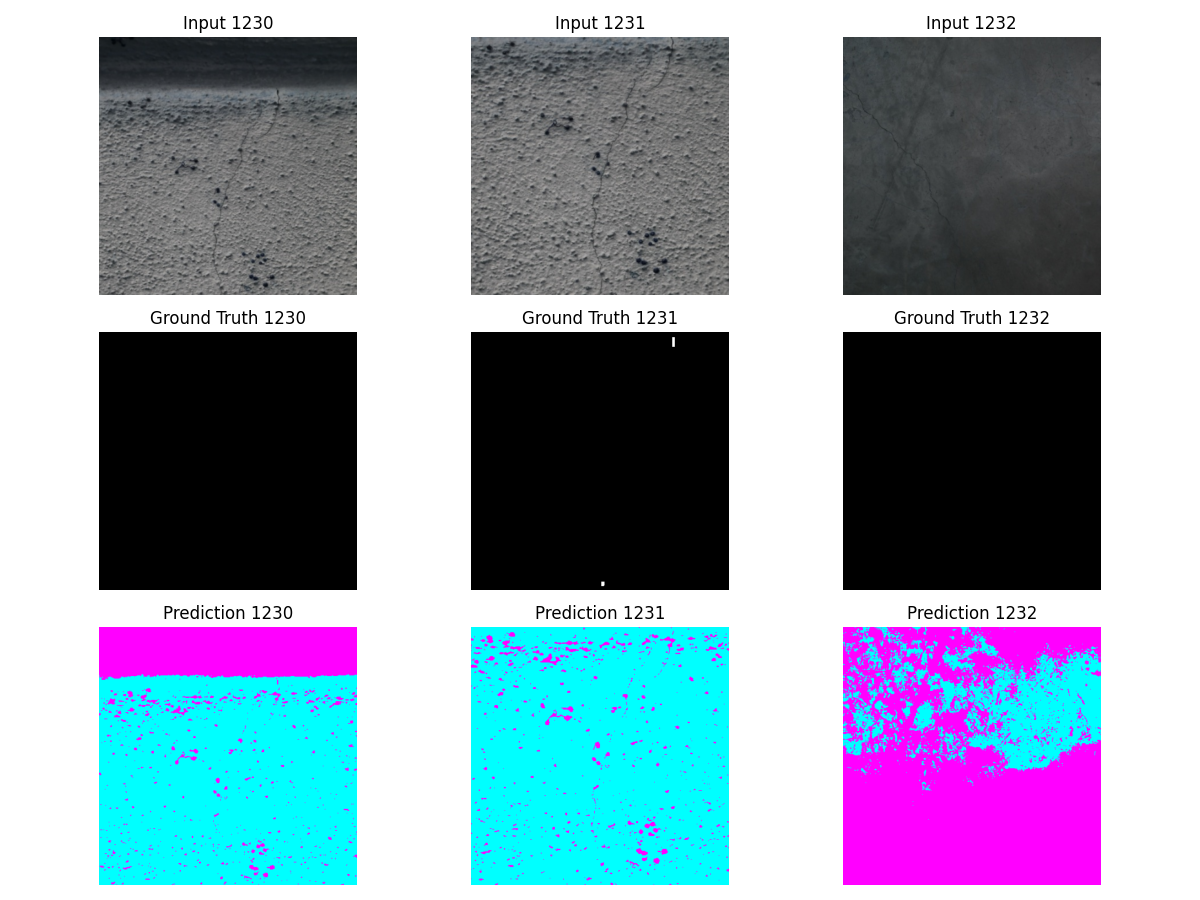 Input 1230
Input 1231
Input 1232
Ground Truth 1230
Ground Truth 1231
Ground Truth 1232
Prediction 1230
Prediction 1231
Prediction 1232